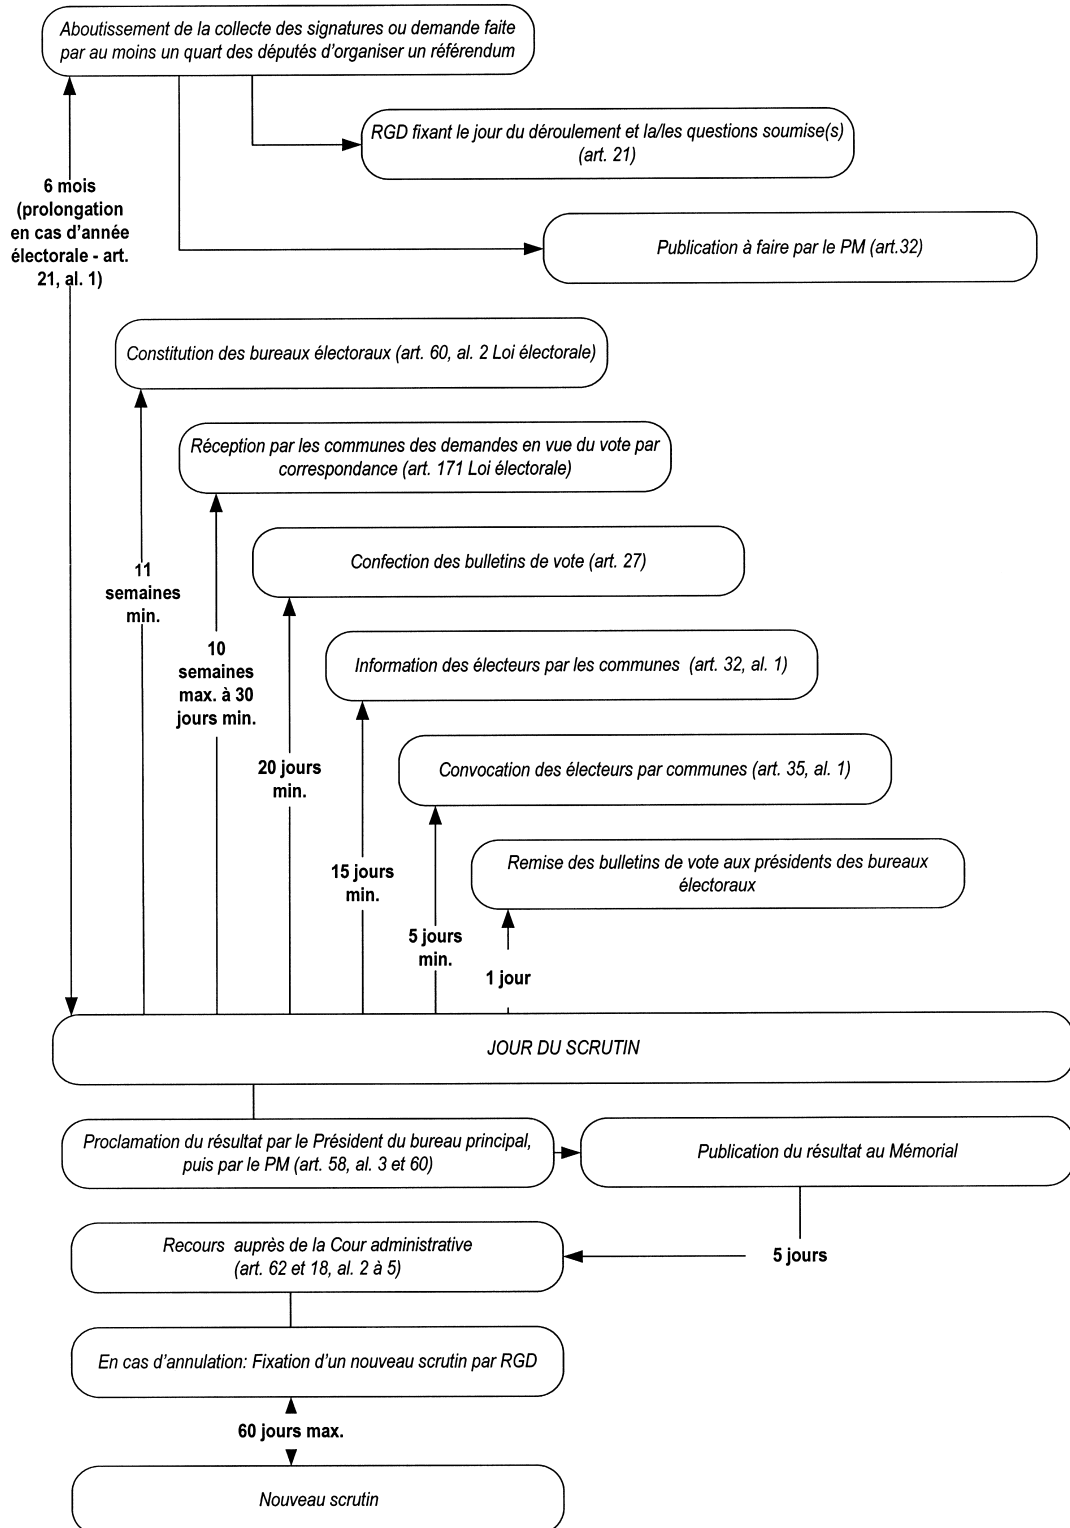 Aboutissement de la collecte des signatures ou demande faite
par au moins un quart des députés d'organiser un référendum
RGD fixant le jour du déroulement et la/les questions soumise(s)
(art. 21)
6 mois
(prolongation
en cas d'année
électorale - art.
21, al. 1)
Publication à faire par le PM (art.32)
Constitution des bureaux électoraux (art. 60, al. 2 Loi électorale)
Réception par les communes des demandes en vue du vote par
correspondance (art. 171 Loi électorale)
Confection des bulletins de vote (art. 27)
11
semaines
min.
Information des électeurs par les communes (art. 32, al. 1)
10
semaines
max. à 30
jours min.
Convocation des électeurs par communes (art. 35, al. 1)
20 jours
min.
Remise des bulletins de vote aux présidents des bureaux
électoraux
15 jours
min.
5 jours
min.
1 jour
JOUR DU SCRUTIN
Proclamation du résultat par le Président du bureau principal,
puis par le PM (art. 58, al. 3 et 60)
Publication du résultat au Mémorial
Recours auprès de la Cour administrative
(art. 62 et 18, al. 2 à 5)
5 jours
En cas d'annulation: Fixation d'un nouveau scrutin par RGD
60 jours max.
Nouveau scrutin